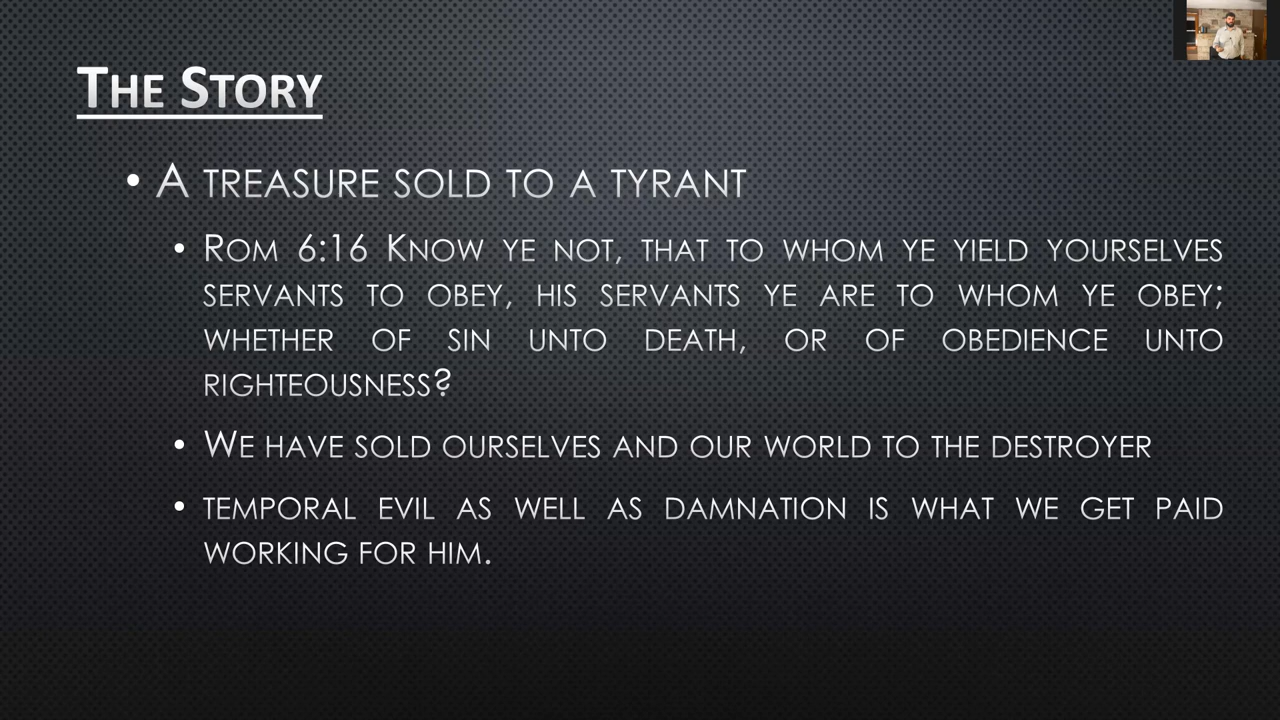 The Story
• A treasure sold to a tyrant
• Rom 6:16 Know ye not, that to whom ye yield yourselves
servants to obey, his servants ye are to whom ye obey;
whether of sin unto death, or of obedience unto
righteousness?
• We have sold ourselves and our world to the destroyer
• temporal evil as well as damnation is what we get paid
working for him.